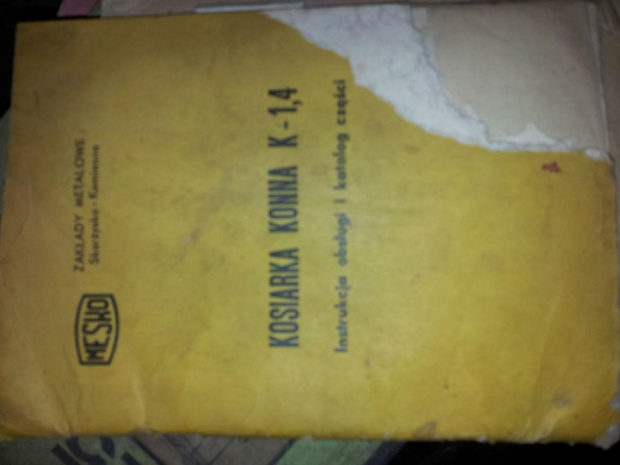 MESKO
ZAKŁADY METALOWE
Skarżysko - Kamienna
KOSIARKA KONNA K - 1,4
Instrukcja obsługi i katalog części